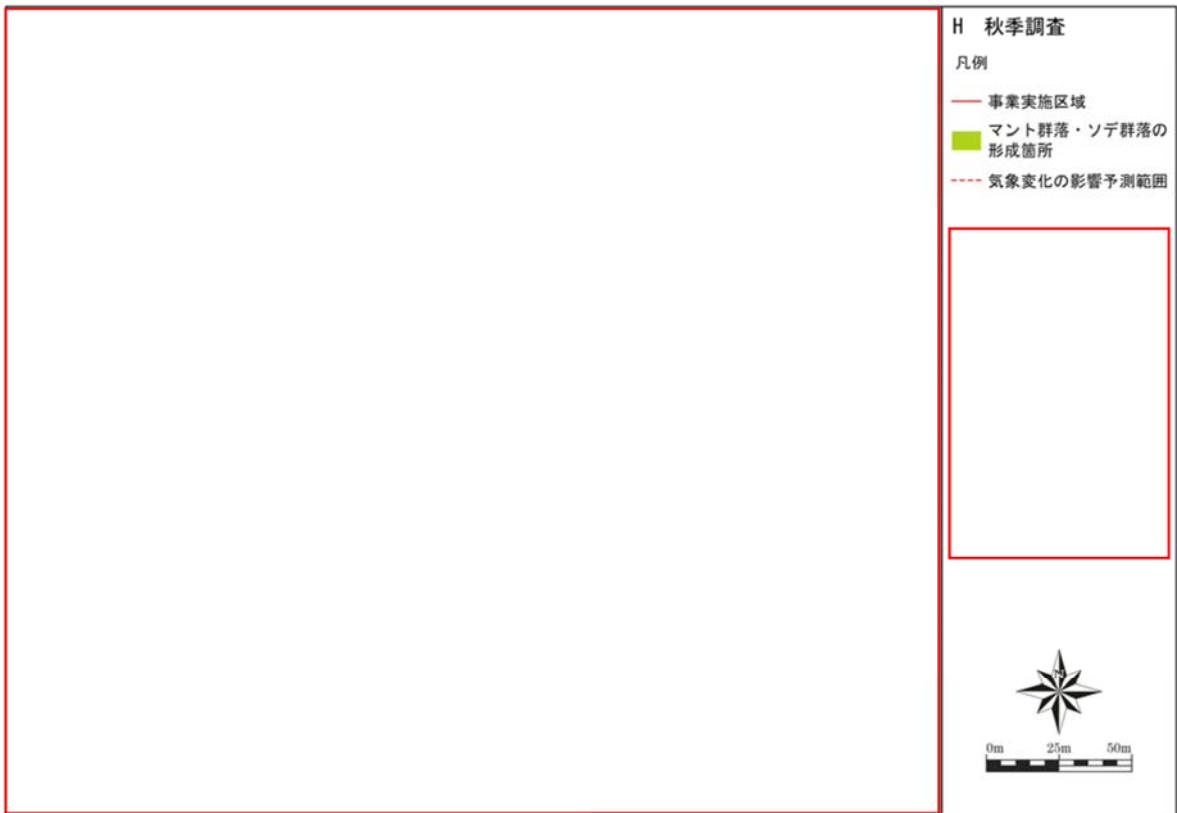 H 秋季調査
凡例
事業実施区域
マント群落・ソデ群落の
形成箇所
気象変化の影響予測範囲
N
0m 25m 50m